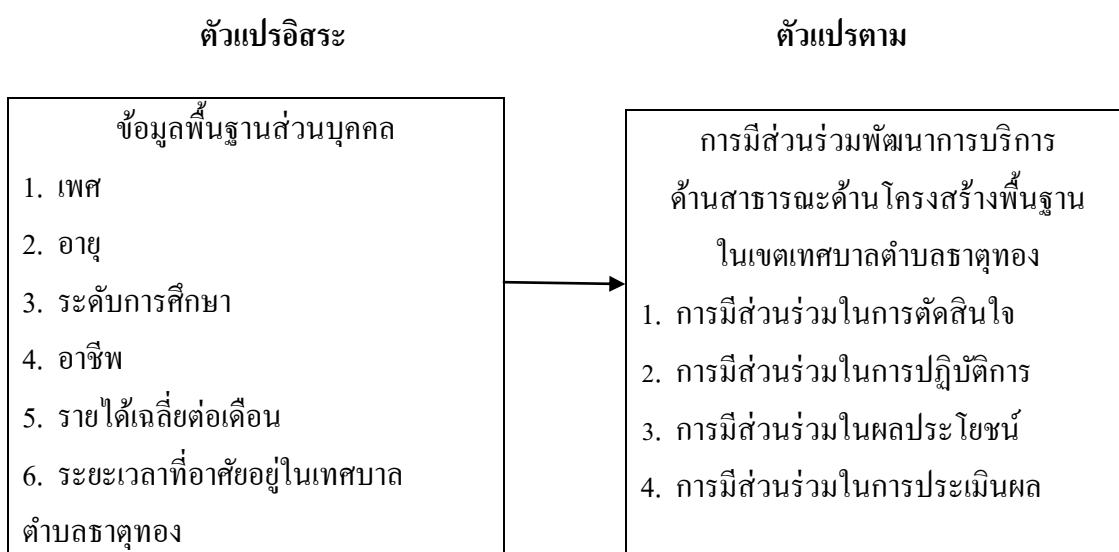 ตัวแปรอิสระ
ตัวแปรตาม
ข้อมูลพื้นฐานส่วนบุคคล
1. เพศ
2. อายุ
3. ระดับการศึกษา
4. อาชีพ
5. รายได้เฉลี่ยต่อเดือน
6. ระยะเวลาที่อาศัยอยู่ในเทศบาล
ตำบลธาตุทอง
การมีส่วนร่วมพัฒนาการบริการ
ด้านสาธารณะด้านโครงสร้างพื้นฐาน
ในเขตเทศบาลตำบลธาตุทอง
1. การมีส่วนร่วมในการตัดสินใจ
2. การมีส่วนร่วมในการปฏิบัติการ
3. การมีส่วนร่วมในผลประโยชน์
4. การมีส่วนร่วมในการประเมินผล